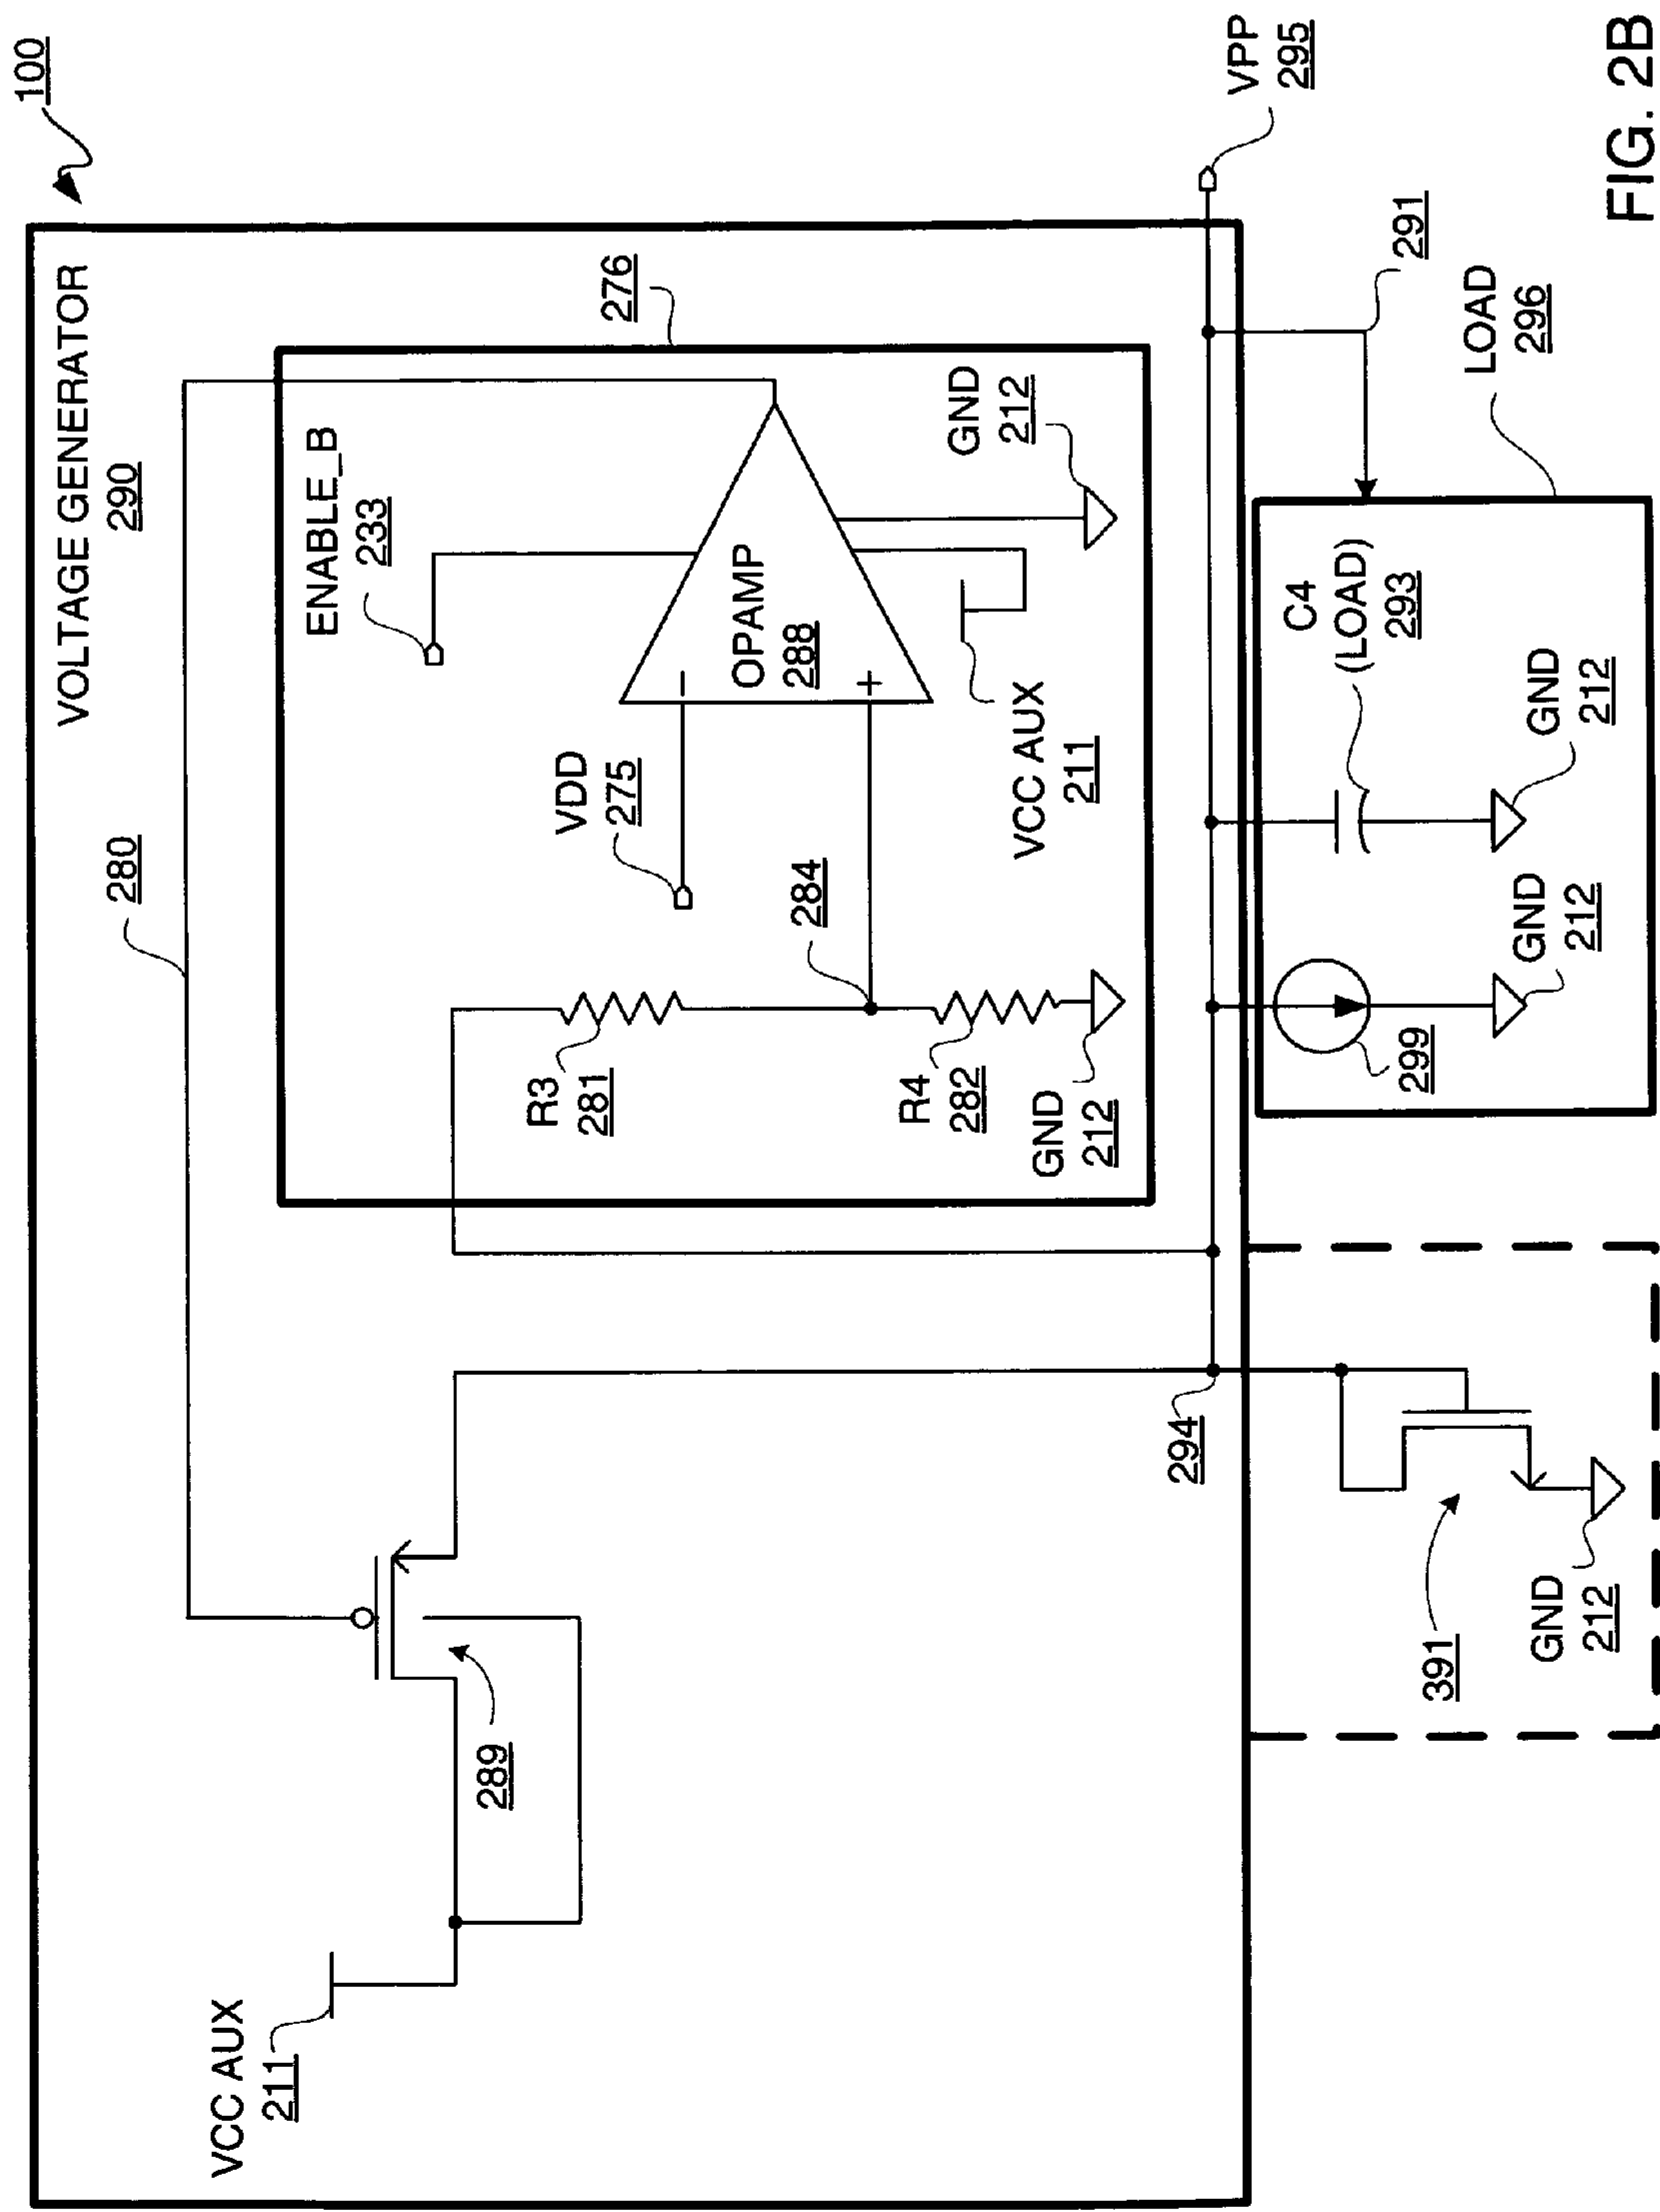 100
VOLTAGE GENERATOR
290
280
VCC AUX
211
289
276
ENABLE_B
233
VDD
275
OPAMP
288
−
+
R3
281
284
R4
282
GND
212
VCC AUX
211
GND
212
294
VPP
295
291
LOAD
296
C4
(LOAD)
293
GND
212
299
GND
212
391
GND
212
FIG. 2B